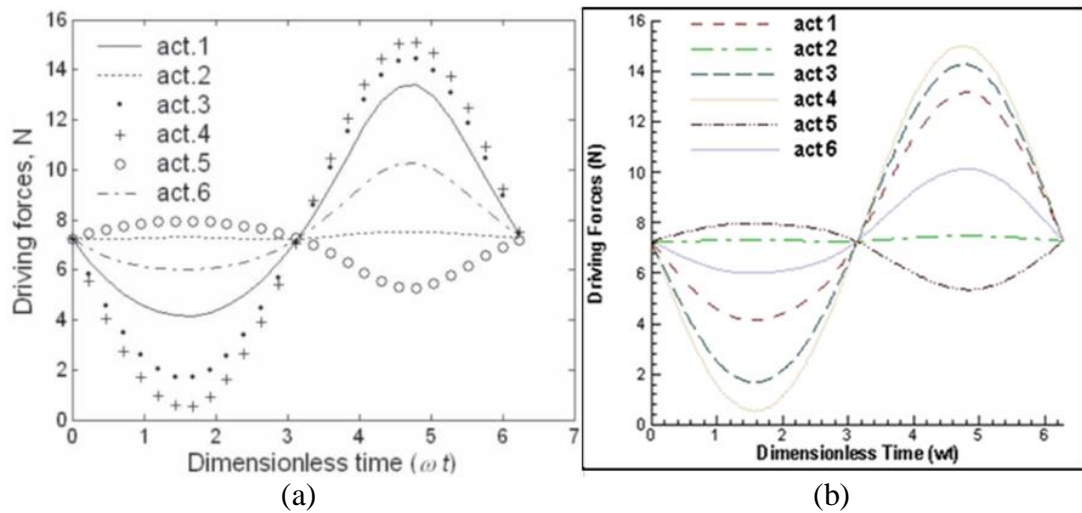 16
14
12
10
8
6
4
2
0
Driving forces, N
act.1
act.2
act.3
act.4
act.5
act.6
0 1 2 3 4 5 6 7
Dimensionless time (ω t)
(a)
16
14
12
10
8
6
4
2
0
Driving Forces (N)
act 1
act 2
act 3
act 4
act 5
act 6
0 1 2 3 4 5 6
Dimensionless Time (wt)
(b)